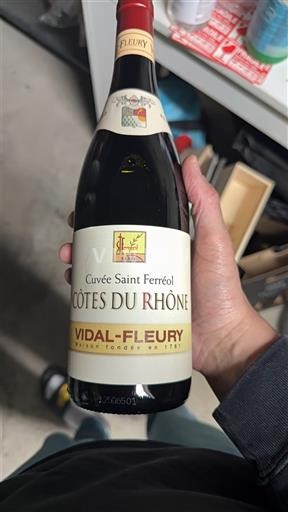 FLEURY
Cuvée Saint Ferréol
CÔTES DU RHÔNE
VIDAL-FLEURY
Maison fondée en 1781